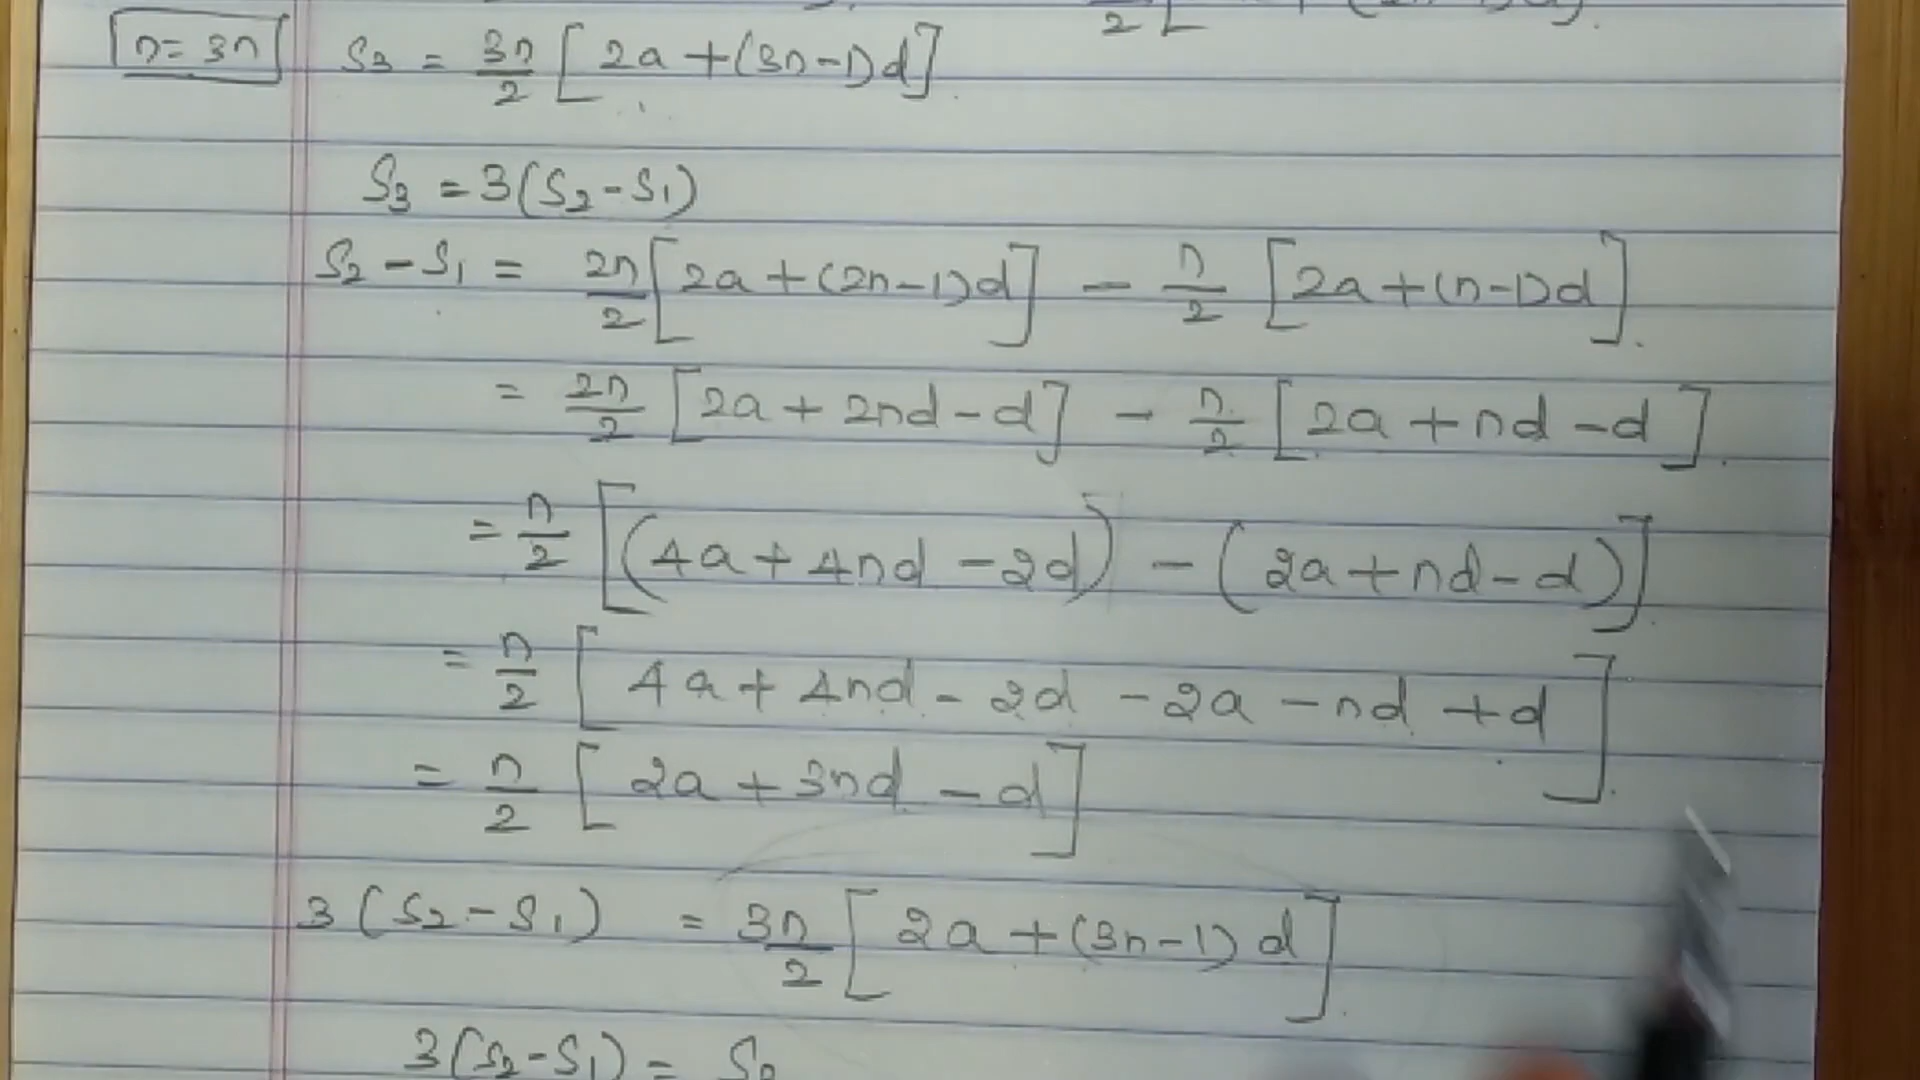 n = 3n S3 = 3n/2 [2a + (3n-1)d]
S3 = 3(S2 - S1)
S2 - S1 = 2n/2 [2a + (2n-1)d] - n/2 [2a + (n-1)d]
= 2n/2 [2a + 2nd - d] - n/2 [2a + nd - d]
= n/2 [(4a + 4nd - 2d) - (2a + nd - d)]
= n/2 [4a + 4nd - 2d - 2a - nd + d]
= n/2 [2a + 3nd - d]
3(S2 - S1) = 3n/2 [2a + (3n-1)d]
3(S2 - S1) =